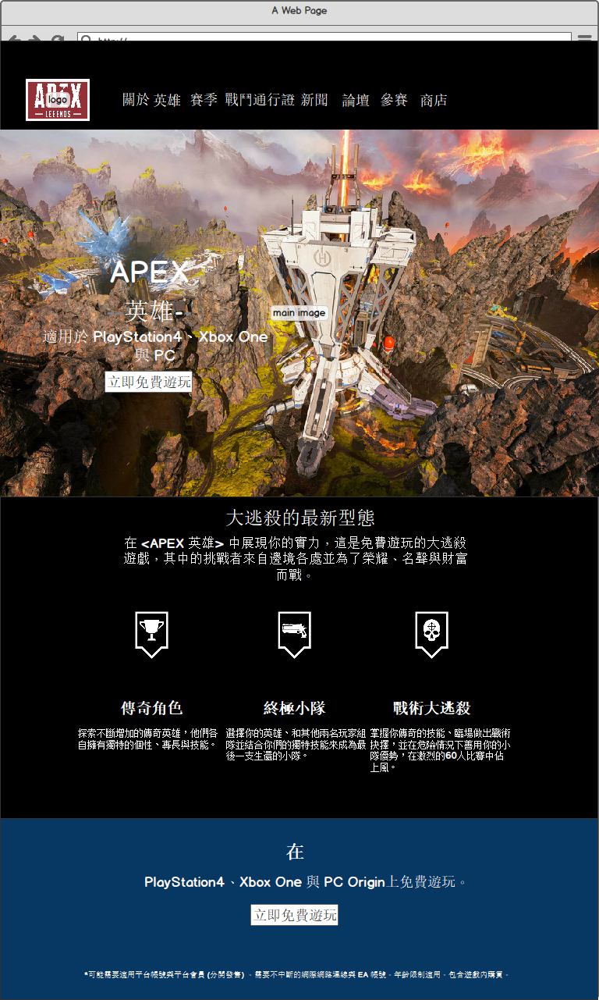 A Web Page
http://
APEX
logo
LEGENDS
關於 英雄 賽季 戰鬥通行證 新聞 論壇 參賽 商店
APEX
英雄-
main image
適用於 PlayStation4、Xbox One
與 PC
立即免費遊玩
大逃殺的最新型態
在 <APEX 英雄> 中展現你的實力，這是免費遊玩的大逃殺
遊戲，其中的挑戰者來自邊境各處並為了榮耀、名聲與財富
而戰。
傳奇角色
探索不斷增加的傳奇英雄，他們各
自擁有獨特的個性、專長與技能。
終極小隊
選擇你的英雄、和其他兩名玩家組
隊並結合你們的獨特技能來成為最
後一支生還的小隊。
戰術大逃殺
掌握你傳奇的技能、臨場做出戰術
抉擇，並在危險情況下善用你的小
隊優勢，在激烈的60人比賽中佔
上風。
在
PlayStation4、Xbox One 與 PC Origin上免費遊玩。
立即免費遊玩
*可能需要適用平台帳號與平台會員 (分開發售) 。需要不中斷的網際網路連線與 EA 帳號。年齡限制適用。包含遊戲內購買。